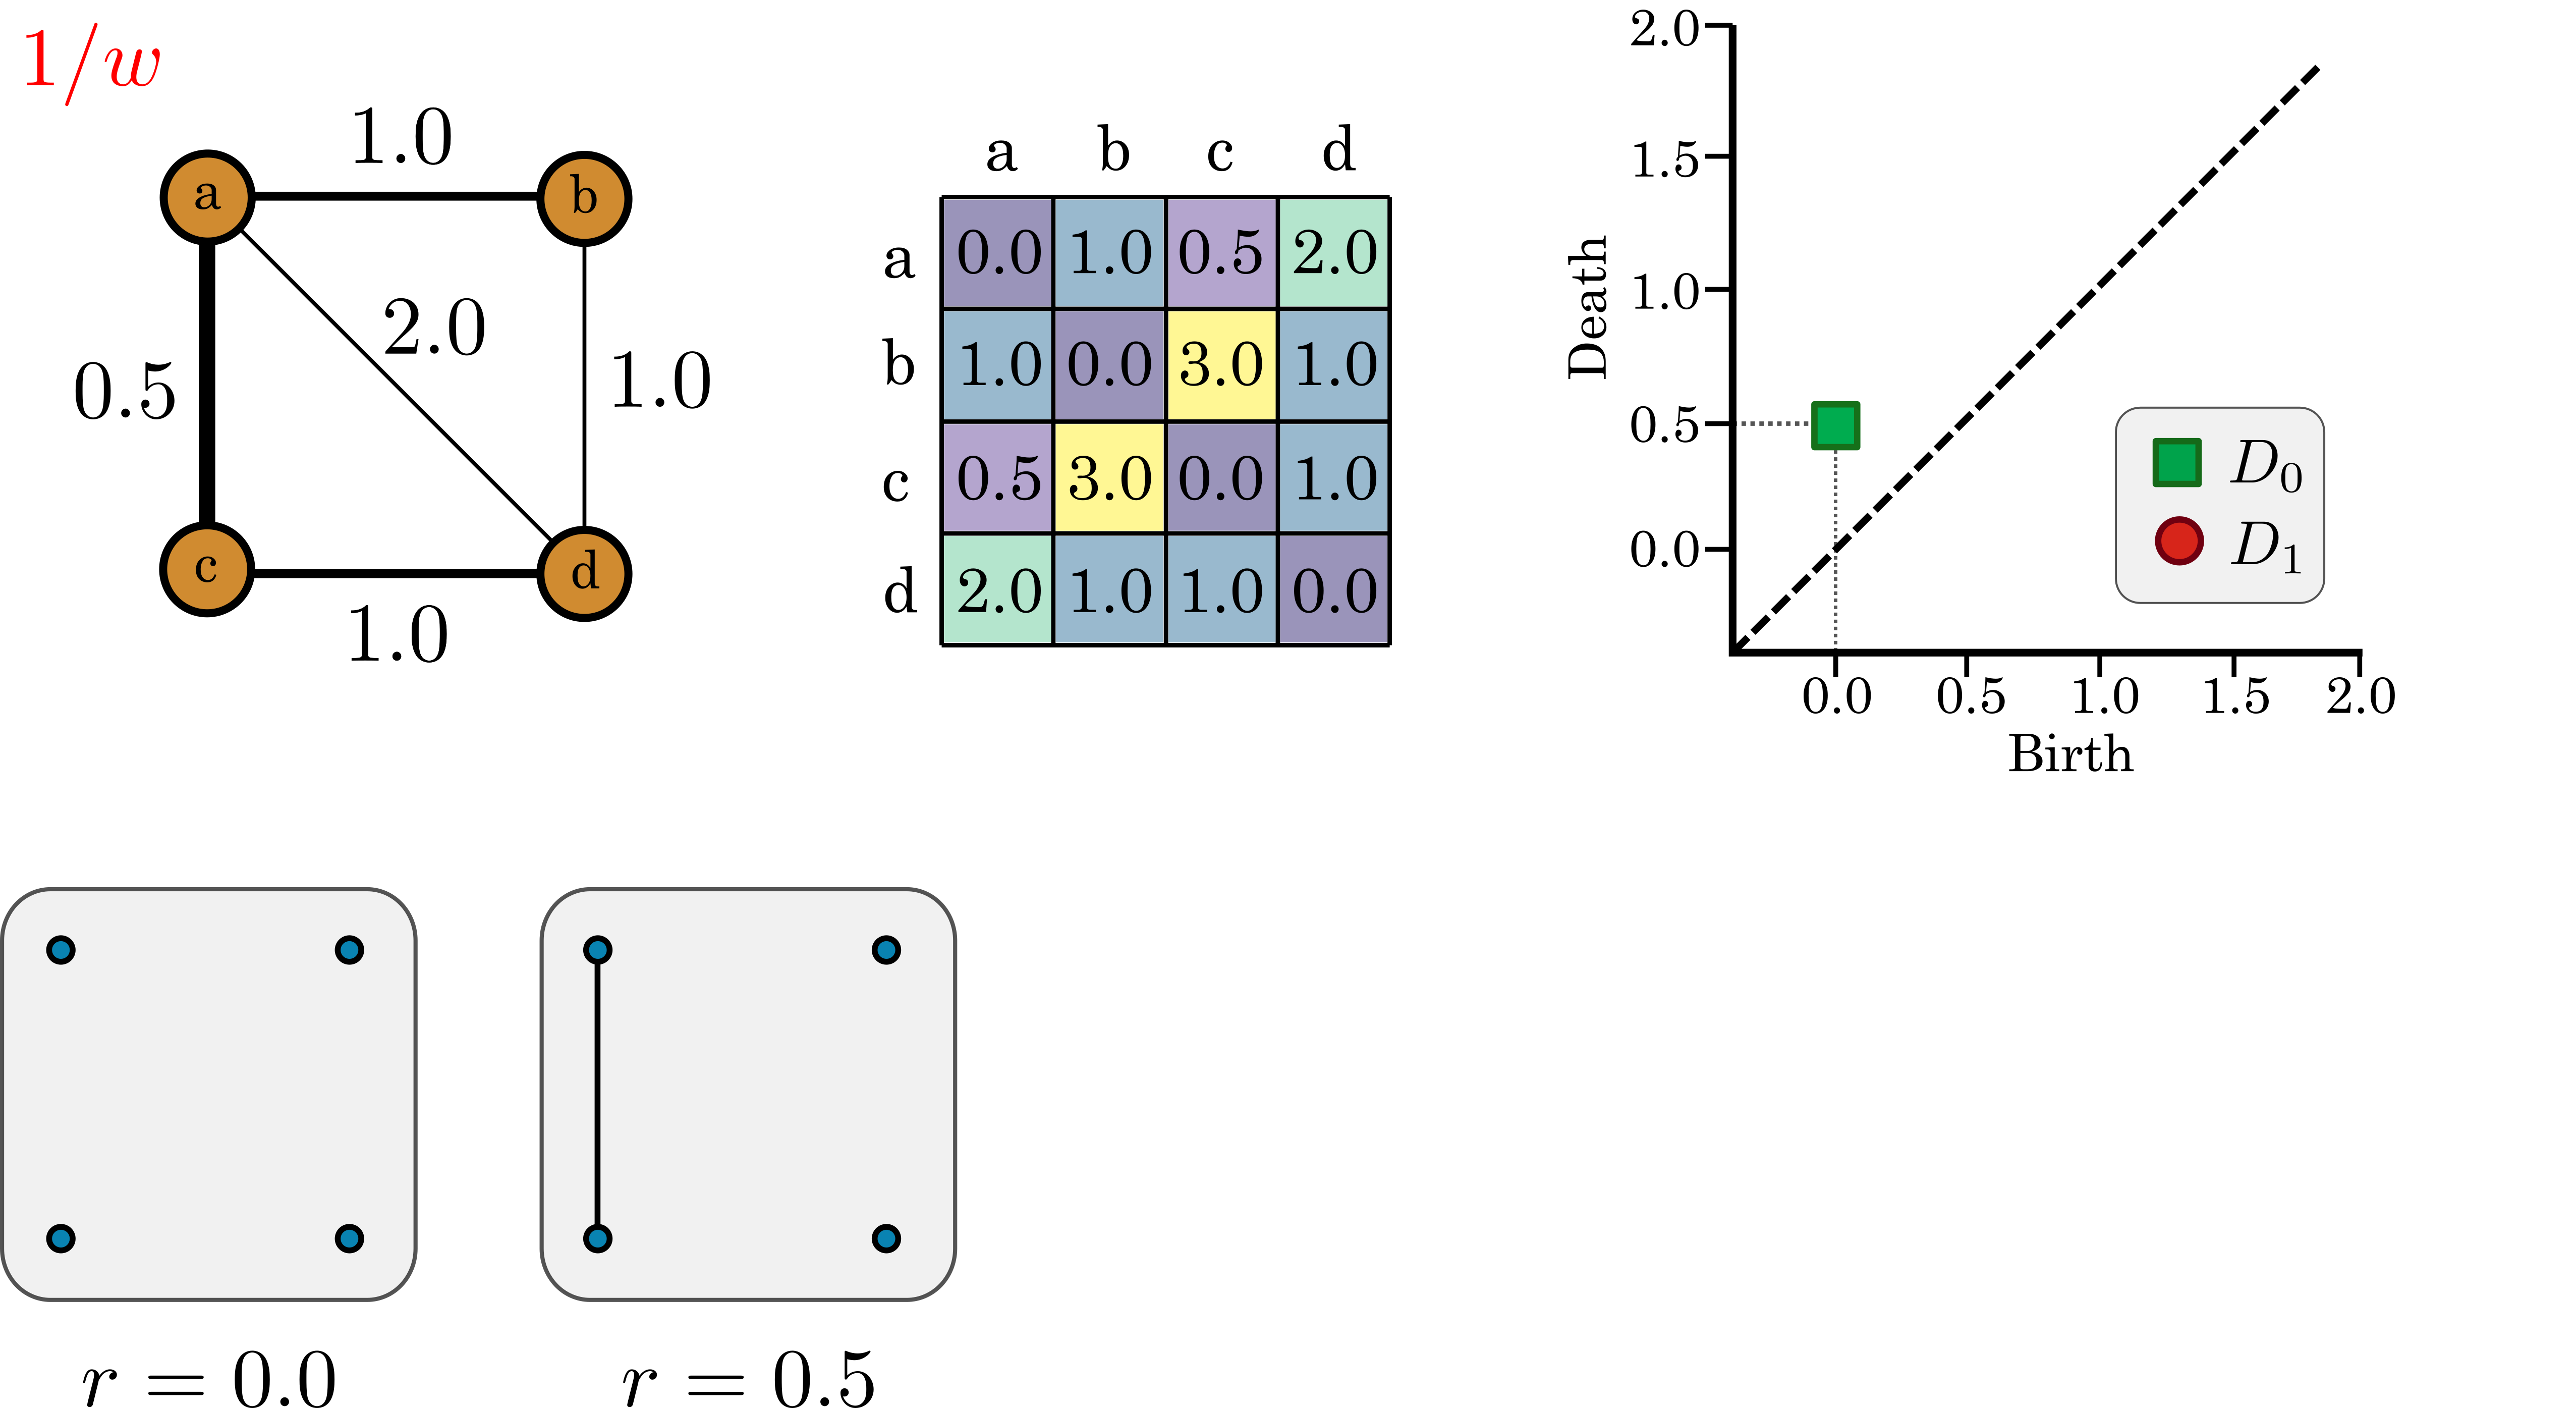 1/w
1.0
a
b
2.0
0.5
1.0
c
d
1.0
a b c d
a 0.0 1.0 0.5 2.0
b 1.0 0.0 3.0 1.0
c 0.5 3.0 0.0 1.0
d 2.0 1.0 1.0 0.0
2.0
1.5
1.0
0.5
0.0
Death
D₀
D₁
0.0 0.5 1.0 1.5 2.0
Birth
r = 0.0
r = 0.5